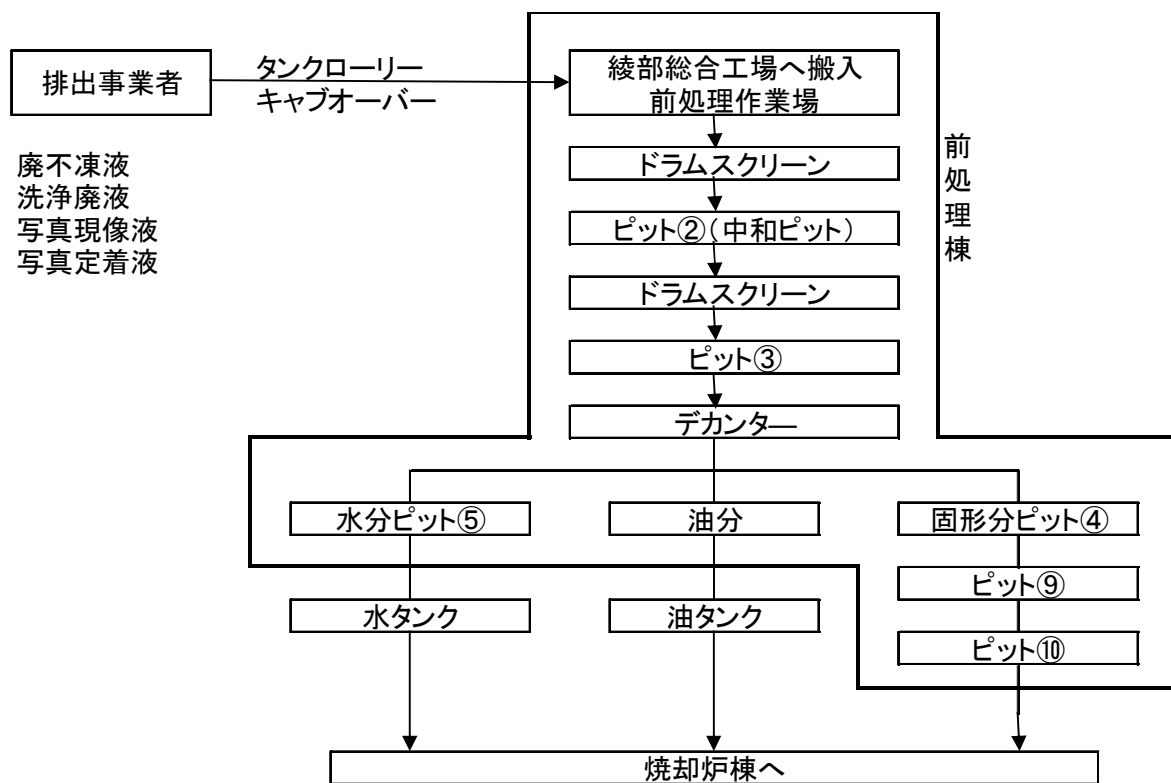 排出事業者
タンクローリー
キャブオーバー
綾部総合工場へ搬入
前処理作業場
廃不凍液
洗浄廃液
写真現像液
写真定着液
前処理棟
ドラムスクリーン
ピット②(中和ピット)
ドラムスクリーン
ピット③
デカンタ―
水分ピット⑤
油分
固形分ピット④
ピット⑨
水タンク
油タンク
ピット⑩
焼却炉棟へ